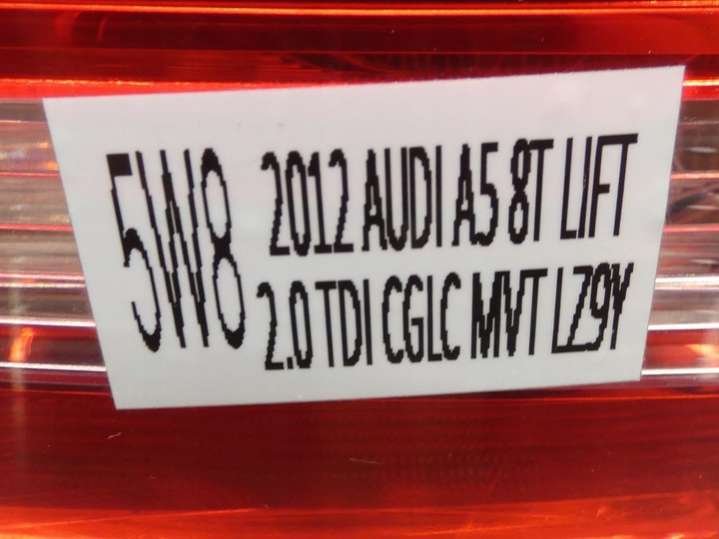 5W8
2012 AUDI A5 8T LIFT
2.0 TDI CGLC MVT LZ9Y